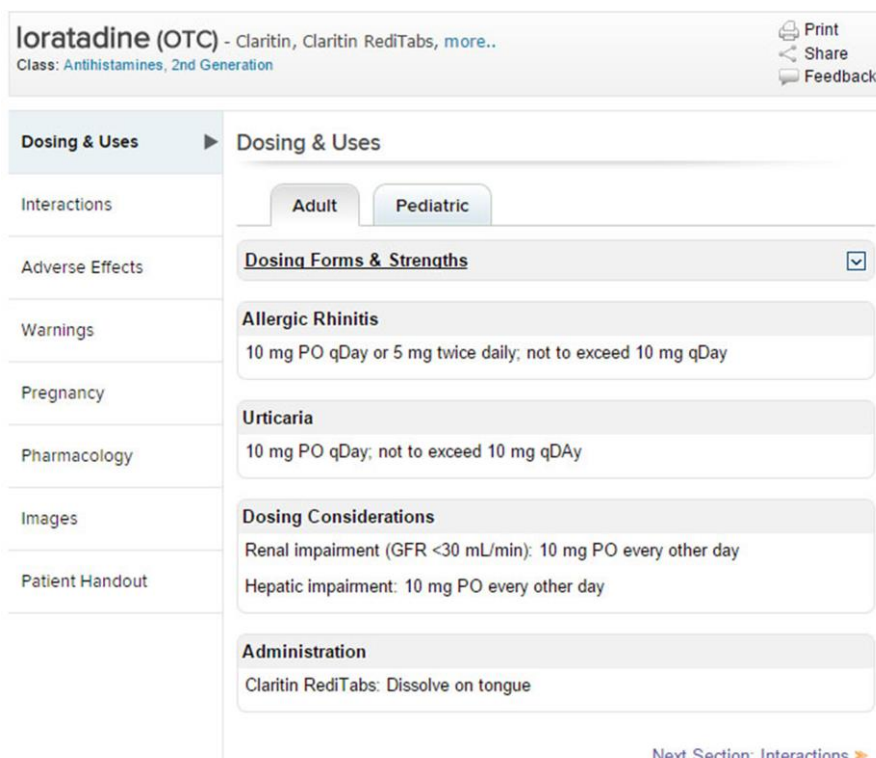 loratadine (OTC) - Claritin, Claritin RediTabs, more..
Class: Antihistamines, 2nd Generation
Print
Share
Feedback
Dosing & Uses
Interactions
Adverse Effects
Warnings
Pregnancy
Pharmacology
Images
Patient Handout
Dosing & Uses
Adult
Pediatric
Dosing Forms & Strengths
Allergic Rhinitis
10 mg PO qDay or 5 mg twice daily; not to exceed 10 mg qDay
Urticaria
10 mg PO qDay; not to exceed 10 mg qDAy
Dosing Considerations
Renal impairment (GFR <30 mL/min): 10 mg PO every other day
Hepatic impairment: 10 mg PO every other day
Administration
Claritin RediTabs: Dissolve on tongue
Next Section: Interactions